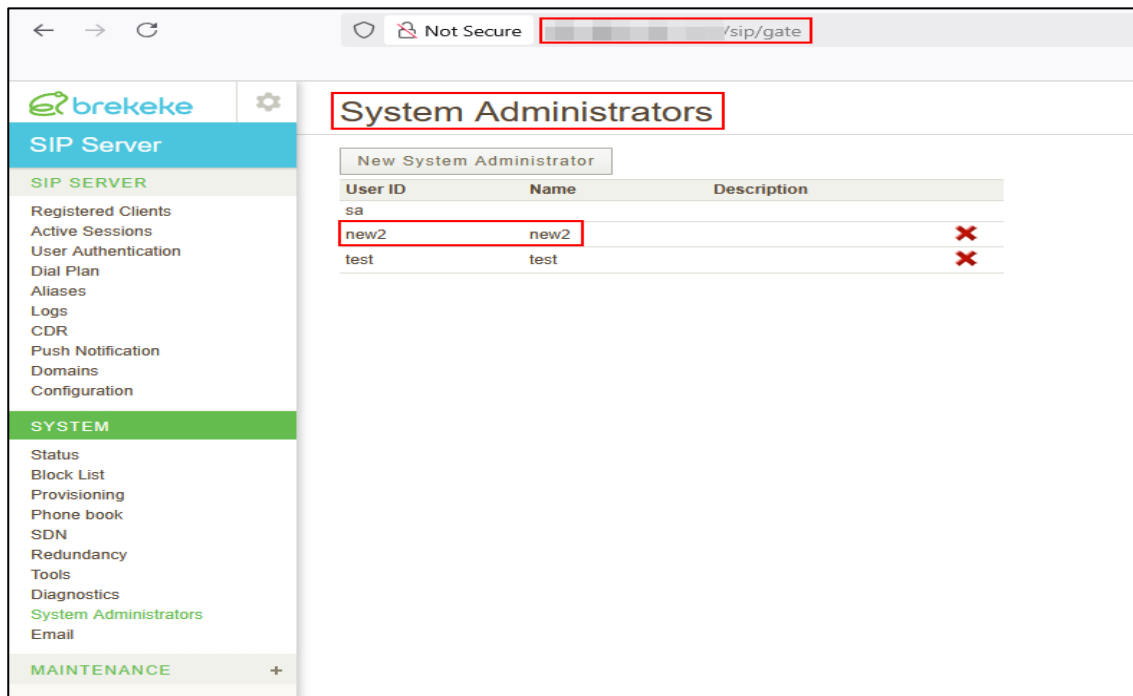 Not Secure /sip/gate
brekeke
SIP Server
SIP SERVER
Registered Clients
Active Sessions
User Authentication
Dial Plan
Aliases
Logs
CDR
Push Notification
Domains
Configuration
SYSTEM
Status
Block List
Provisioning
Phone book
SDN
Redundancy
Tools
Diagnostics
System Administrators
Email
MAINTENANCE +
System Administrators
New System Administrator
User ID Name Description
sa
new2 new2
test test